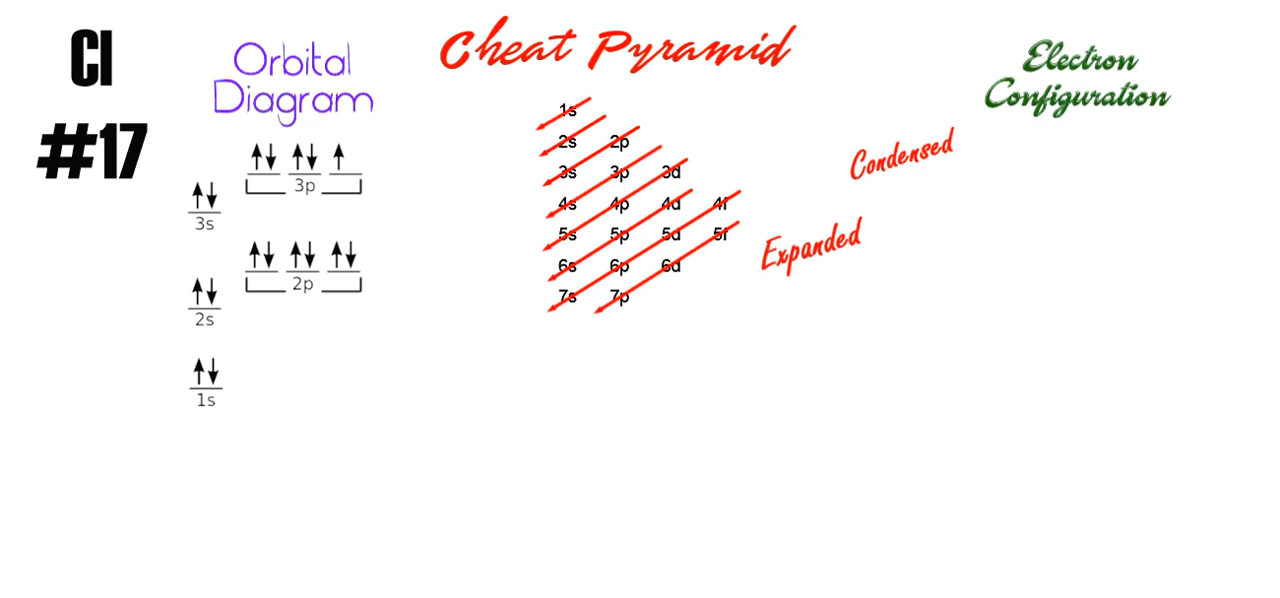 Cl
#17
Orbital
Diagram
3p
3s
2p
2s
1s
Cheat Pyramid
1s
2s 2p
3s 3p 3d
4s 4p 4d 4f
5s 5p 5d 5f
6s 6p 6d
7s 7p
Electron
Configuration
Condensed
Expanded